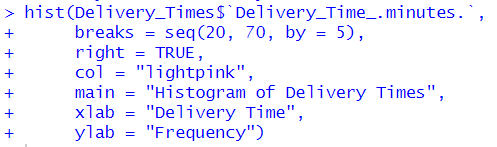 > hist(Delivery_Times$`Delivery_Time_.minutes.`,
+      breaks = seq(20, 70, by = 5),
+      right = TRUE,
+      col = "lightpink",
+      main = "Histogram of Delivery Times",
+      xlab = "Delivery Time",
+      ylab = "Frequency")